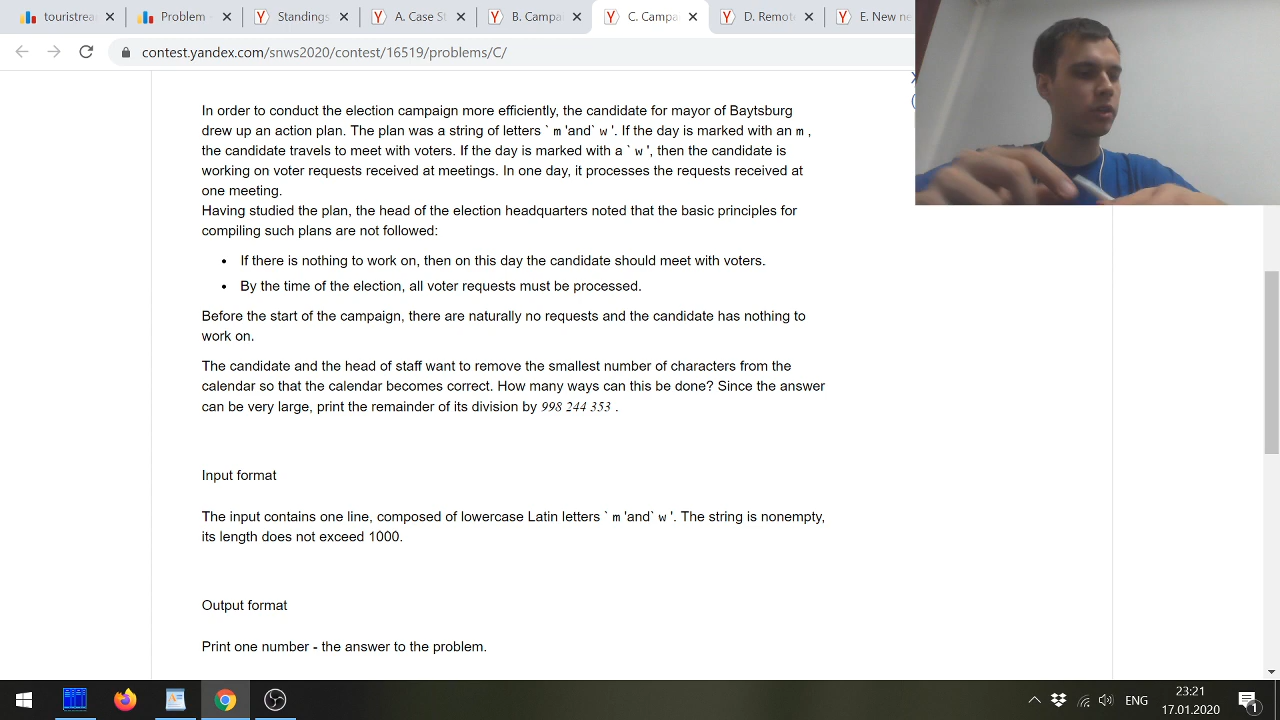 touristrea
Problem
Standings
A. Case St
B. Campa
C. Campa
D. Remot
E. New ne
contest.yandex.com/snws2020/contest/16519/problems/C/
In order to conduct the election campaign more efficiently, the candidate for mayor of Baytsburg
drew up an action plan. The plan was a string of letters ` m 'and` w '. If the day is marked with an m ,
the candidate travels to meet with voters. If the day is marked with a ` w ', then the candidate is
working on voter requests received at meetings. In one day, it processes the requests received at
one meeting.
Having studied the plan, the head of the election headquarters noted that the basic principles for
compiling such plans are not followed:
• If there is nothing to work on, then on this day the candidate should meet with voters.
• By the time of the election, all voter requests must be processed.
Before the start of the campaign, there are naturally no requests and the candidate has nothing to
work on.
The candidate and the head of staff want to remove the smallest number of characters from the
calendar so that the calendar becomes correct. How many ways can this be done? Since the answer
can be very large, print the remainder of its division by 998 244 353 .
Input format
The input contains one line, composed of lowercase Latin letters ` m 'and` w '. The string is nonempty,
its length does not exceed 1000.
Output format
Print one number - the answer to the problem.
ENG
23:21
17.01.2020
1